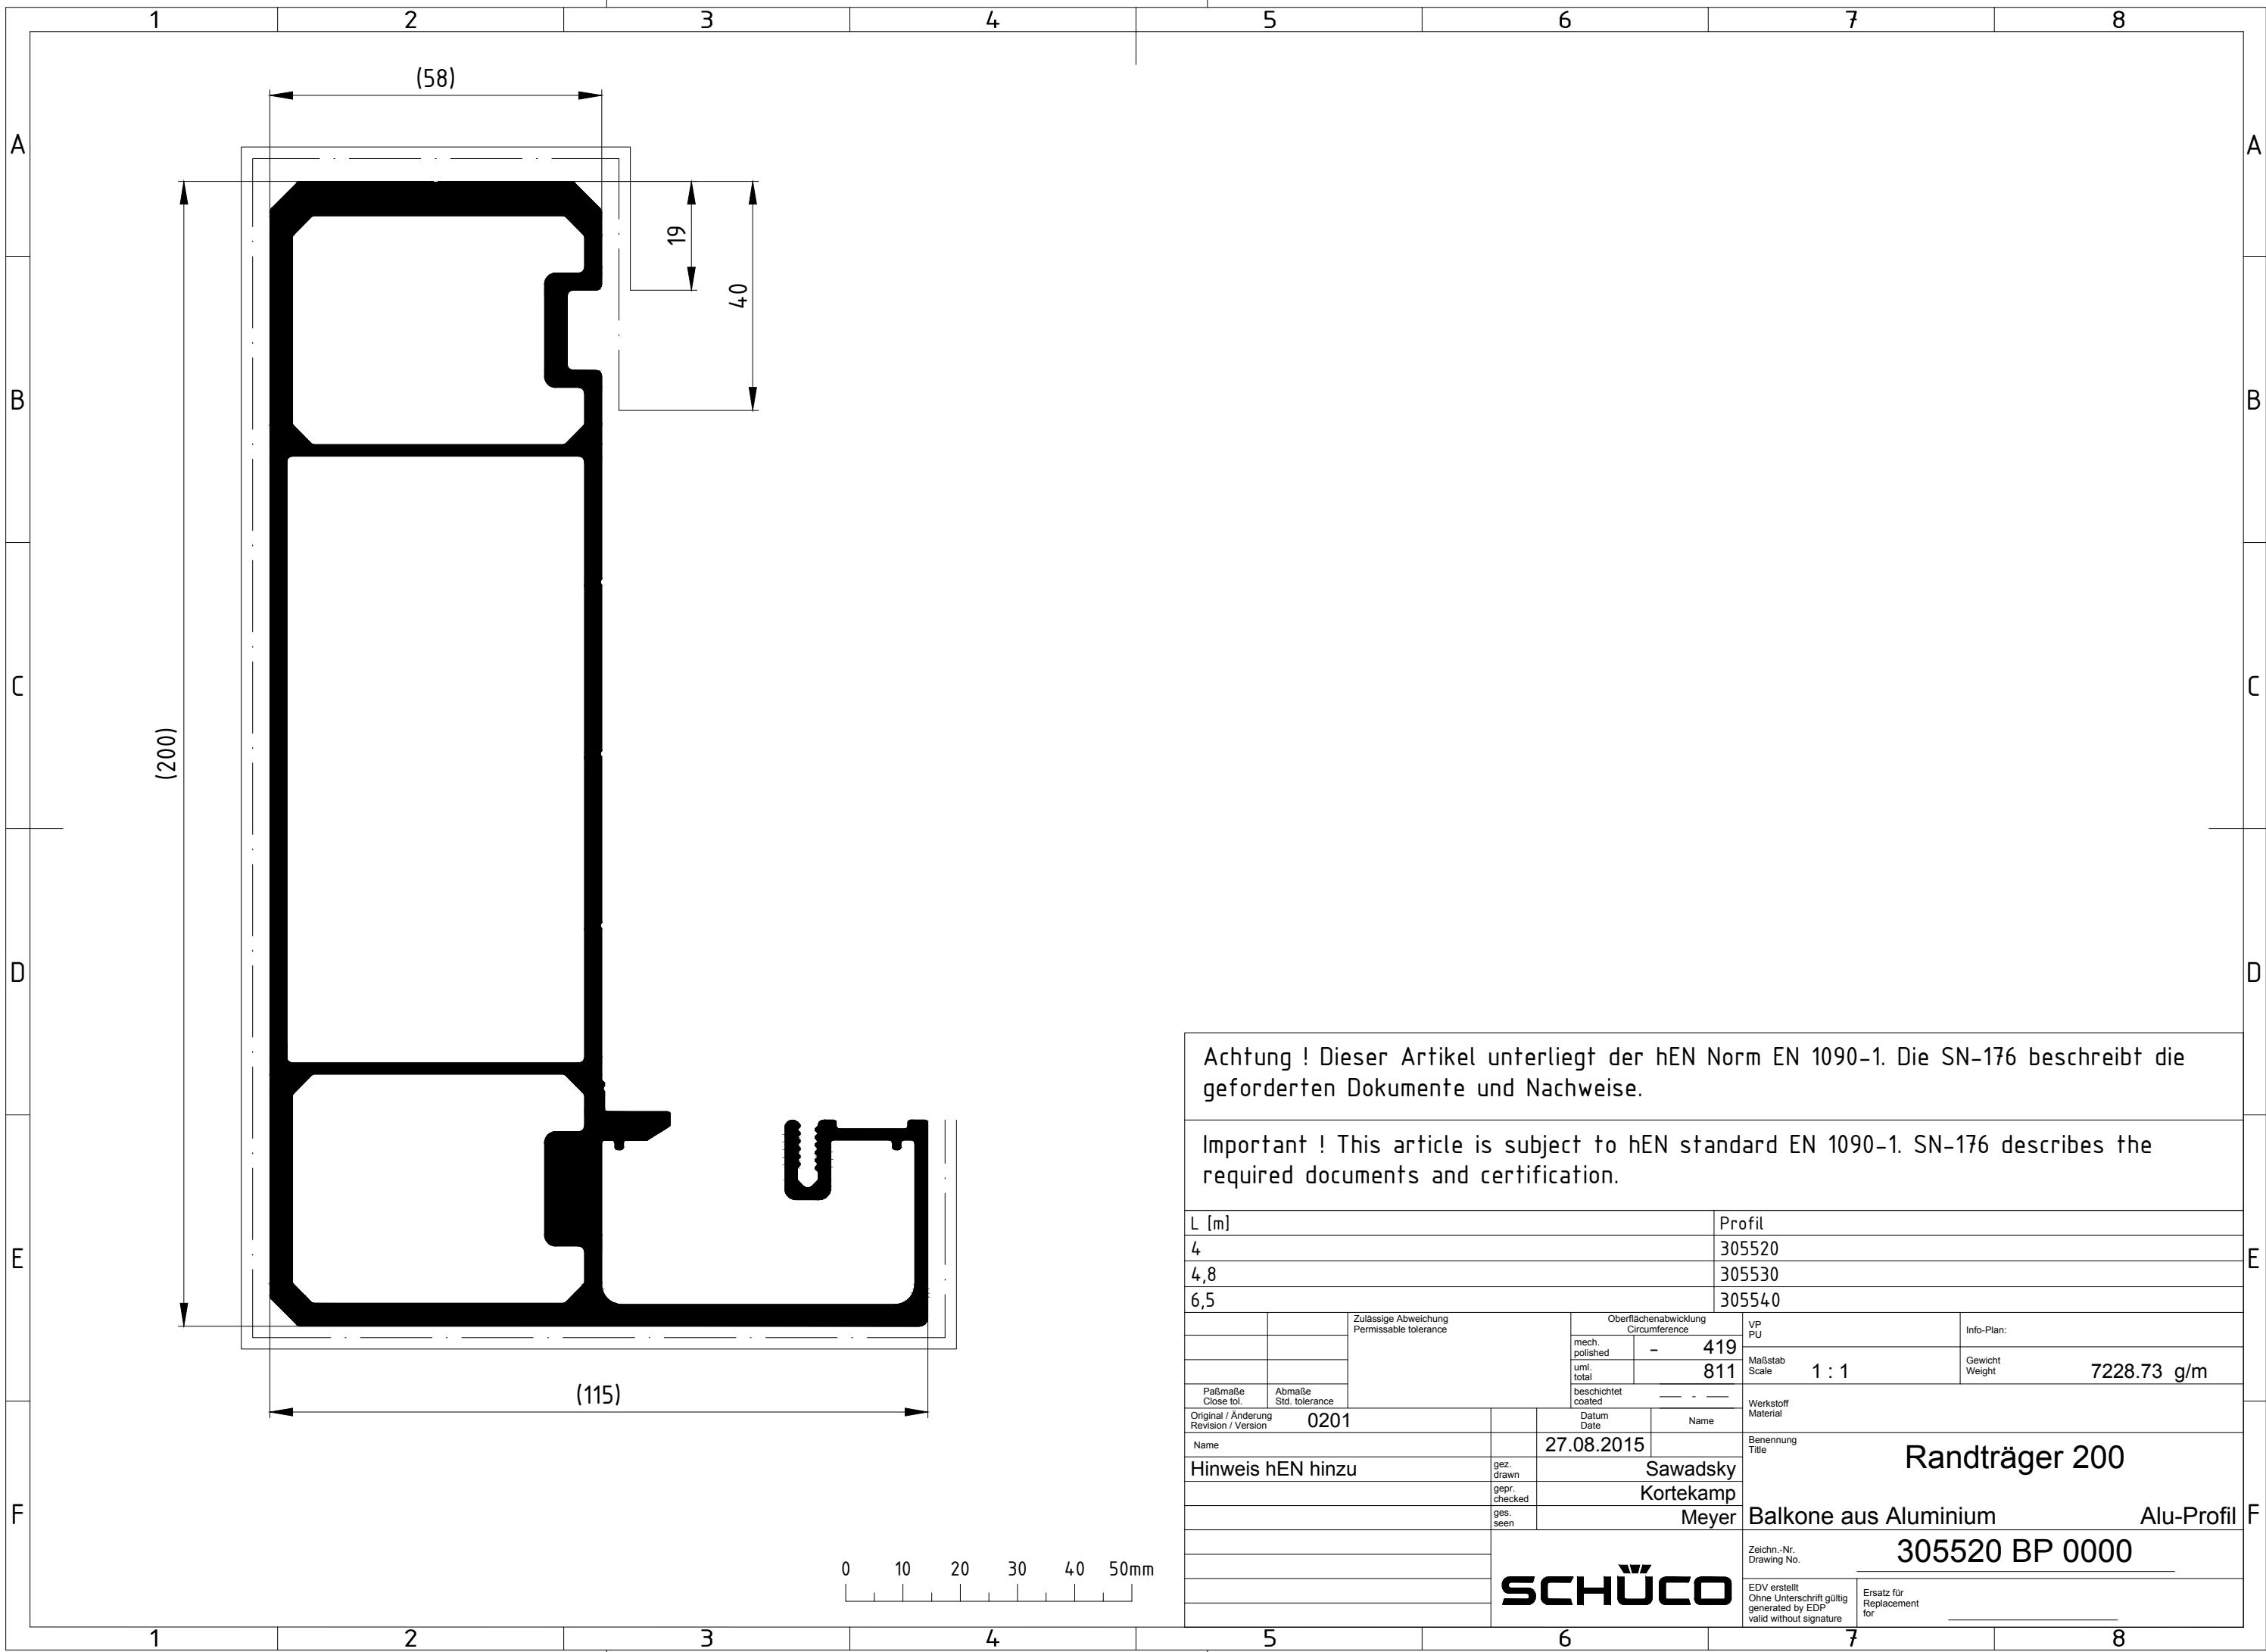 1 2 3 4 5 6 7 8
A A
B B
C C
D D
E E
F F
(58)
19
40
(200)
(115)
0 10 20 30 40 50mm
Achtung ! Dieser Artikel unterliegt der hEN Norm EN 1090-1. Die SN-176 beschreibt die
geforderten Dokumente und Nachweise.
Important ! This article is subject to hEN standard EN 1090-1. SN-176 describes the
required documents and certification.
L [m] Profil
4 305520
4,8 305530
6,5 305540
Zulässige Abweichung
Permissable tolerance
Oberflächenabwicklung
Circumference
mech.
polished - 419
uml.
total 811
beschichtet
coated
VP
PU
Info-Plan:
Maßstab
Scale 1 : 1
Gewicht
Weight 7228.73 g/m
Paßmaße
Close tol.
Abmaße
Std. tolerance
Werkstoff
Material
Original / Änderung
Revision / Version 0201
Datum
Date
Name
Name 27.08.2015
Hinweis hEN hinzu
gez.
drawn Sawadsky
gepr.
checked Kortekamp
ges.
seen Meyer
Benennung
Title
Randträger 200
Balkone aus Aluminium Alu-Profil
Zeichn.-Nr.
Drawing No. 305520 BP 0000
SCHÜCO
EDV erstellt
Ohne Unterschrift gültig
generated by EDP
valid without signature
Ersatz für
Replacement
for
1 2 3 4 5 6 7 8